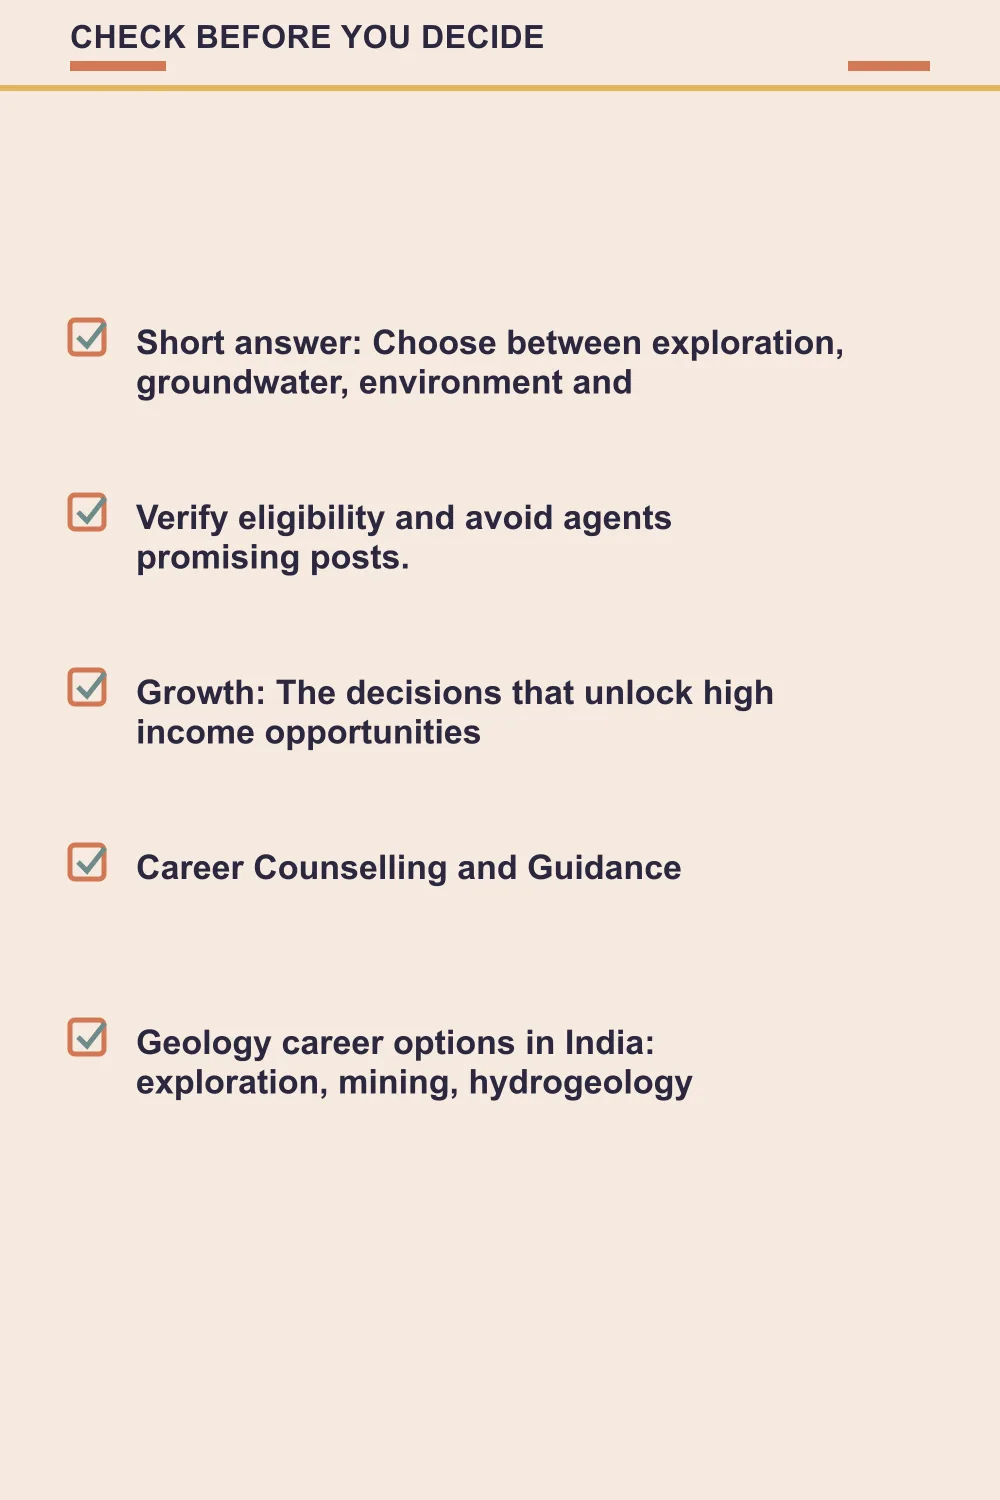 CHECK BEFORE YOU DECIDE
Short answer: Choose between exploration,
groundwater, environment and
Verify eligibility and avoid agents
promising posts.
Growth: The decisions that unlock high
income opportunities
Career Counselling and Guidance
Geology career options in India:
exploration, mining, hydrogeology